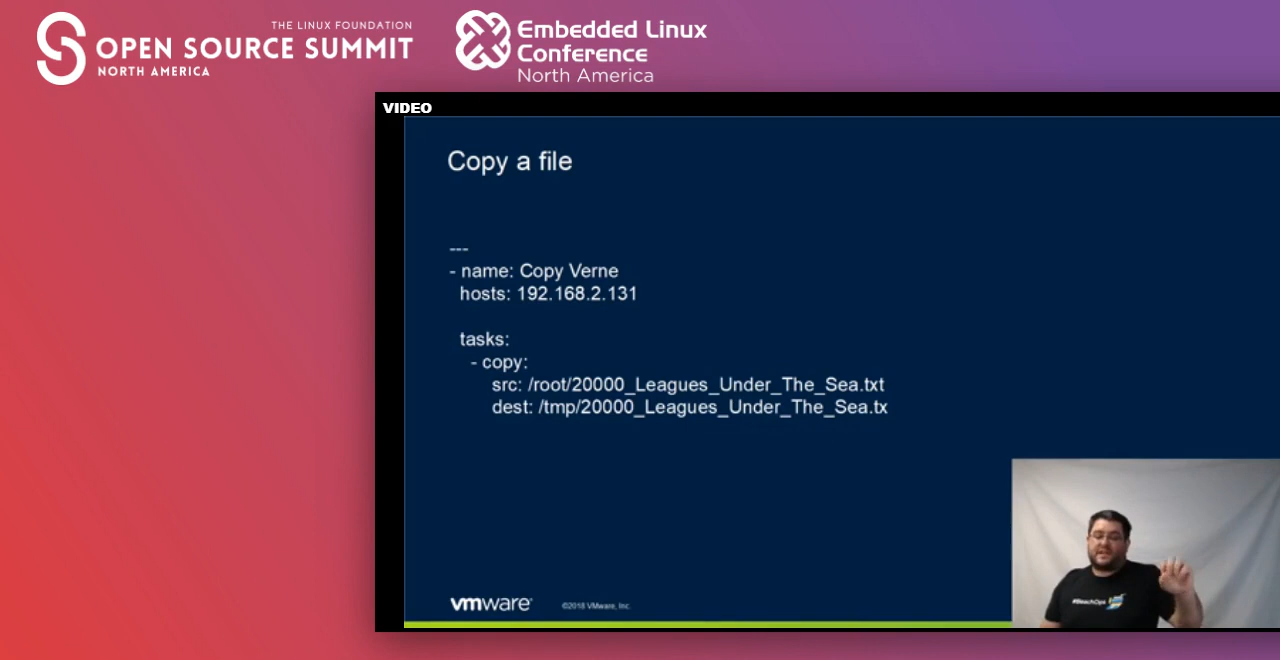 THE LINUX FOUNDATION
OPEN SOURCE SUMMIT
NORTH AMERICA
Embedded Linux
Conference
North America
VIDEO
Copy a file
---
- name: Copy Verne
hosts: 192.168.2.131
tasks:
- copy:
src: /root/20000_Leagues_Under_The_Sea.txt
dest: /tmp/20000_Leagues_Under_The_Sea.tx
#BleachOps
vmware®
©2018 VMware, Inc.